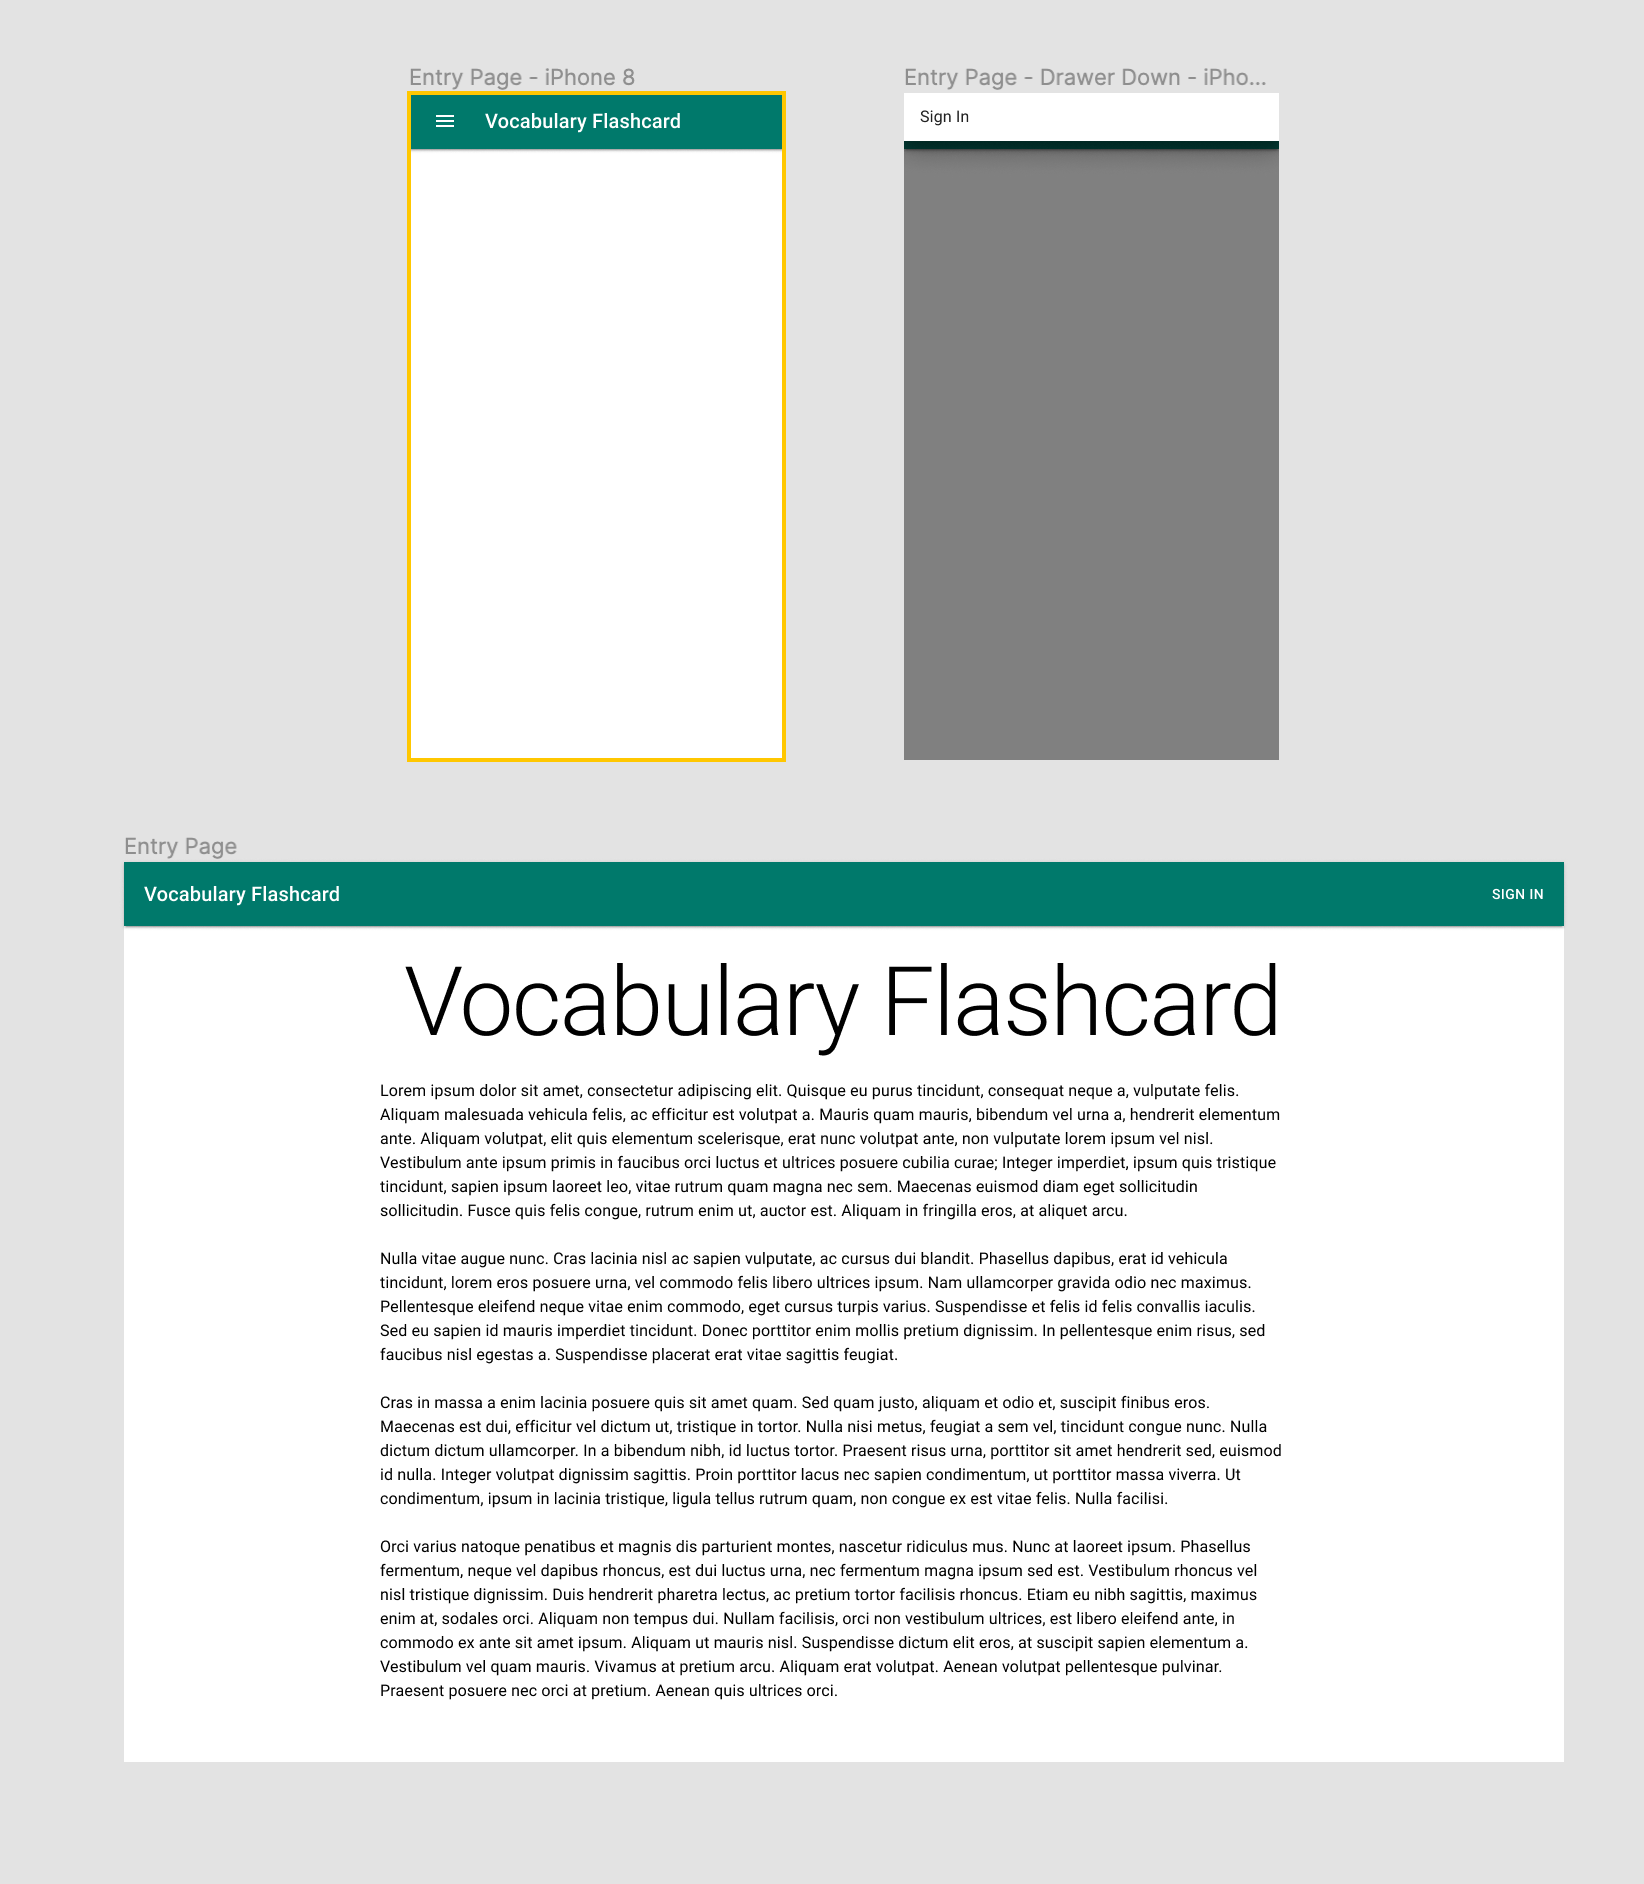 Entry Page - iPhone 8
Entry Page - Drawer Down - iPho...
Vocabulary Flashcard
Sign In
Entry Page
Vocabulary Flashcard
SIGN IN
Vocabulary Flashcard
Lorem ipsum dolor sit amet, consectetur adipiscing elit. Quisque eu purus tincidunt, consequat neque a, vulputate felis.
Aliquam malesuada vehicula felis, ac efficitur est volutpat a. Mauris quam mauris, bibendum vel urna a, hendrerit elementum
ante. Aliquam volutpat, elit quis elementum scelerisque, erat nunc volutpat ante, non vulputate lorem ipsum vel nisl.
Vestibulum ante ipsum primis in faucibus orci luctus et ultrices posuere cubilia curae; Integer imperdiet, ipsum quis tristique
tincidunt, sapien ipsum laoreet leo, vitae rutrum quam magna nec sem. Maecenas euismod diam eget sollicitudin
sollicitudin. Fusce quis felis congue, rutrum enim ut, auctor est. Aliquam in fringilla eros, at aliquet arcu.
Nulla vitae augue nunc. Cras lacinia nisl ac sapien vulputate, ac cursus dui blandit. Phasellus dapibus, erat id vehicula
tincidunt, lorem eros posuere urna, vel commodo felis libero ultrices ipsum. Nam ullamcorper gravida odio nec maximus.
Pellentesque eleifend neque vitae enim commodo, eget cursus turpis varius. Suspendisse et felis id felis convallis iaculis.
Sed eu sapien id mauris imperdiet tincidunt. Donec porttitor enim mollis pretium dignissim. In pellentesque enim risus, sed
faucibus nisl egestas a. Suspendisse placerat erat vitae sagittis feugiat.
Cras in massa a enim lacinia posuere quis sit amet quam. Sed quam justo, aliquam et odio et, suscipit finibus eros.
Maecenas est dui, efficitur vel dictum ut, tristique in tortor. Nulla nisi metus, feugiat a sem vel, tincidunt congue nunc. Nulla
dictum dictum ullamcorper. In a bibendum nibh, id luctus tortor. Praesent risus urna, porttitor sit amet hendrerit sed, euismod
id nulla. Integer volutpat dignissim sagittis. Proin porttitor lacus nec sapien condimentum, ut porttitor massa viverra. Ut
condimentum, ipsum in lacinia tristique, ligula tellus rutrum quam, non congue ex est vitae felis. Nulla facilisi.
Orci varius natoque penatibus et magnis dis parturient montes, nascetur ridiculus mus. Nunc at laoreet ipsum. Phasellus
fermentum, neque vel dapibus rhoncus, est dui luctus urna, nec fermentum magna ipsum sed est. Vestibulum rhoncus vel
nisl tristique dignissim. Duis hendrerit pharetra lectus, ac pretium tortor facilisis rhoncus. Etiam eu nibh sagittis, maximus
enim at, sodales orci. Aliquam non tempus dui. Nullam facilisis, orci non vestibulum ultrices, est libero eleifend ante, in
commodo ex ante sit amet ipsum. Aliquam ut mauris nisl. Suspendisse dictum elit eros, at suscipit sapien elementum a.
Vestibulum vel quam mauris. Vivamus at pretium arcu. Aliquam erat volutpat. Aenean volutpat pellentesque pulvinar.
Praesent posuere nec orci at pretium. Aenean quis ultrices orci.